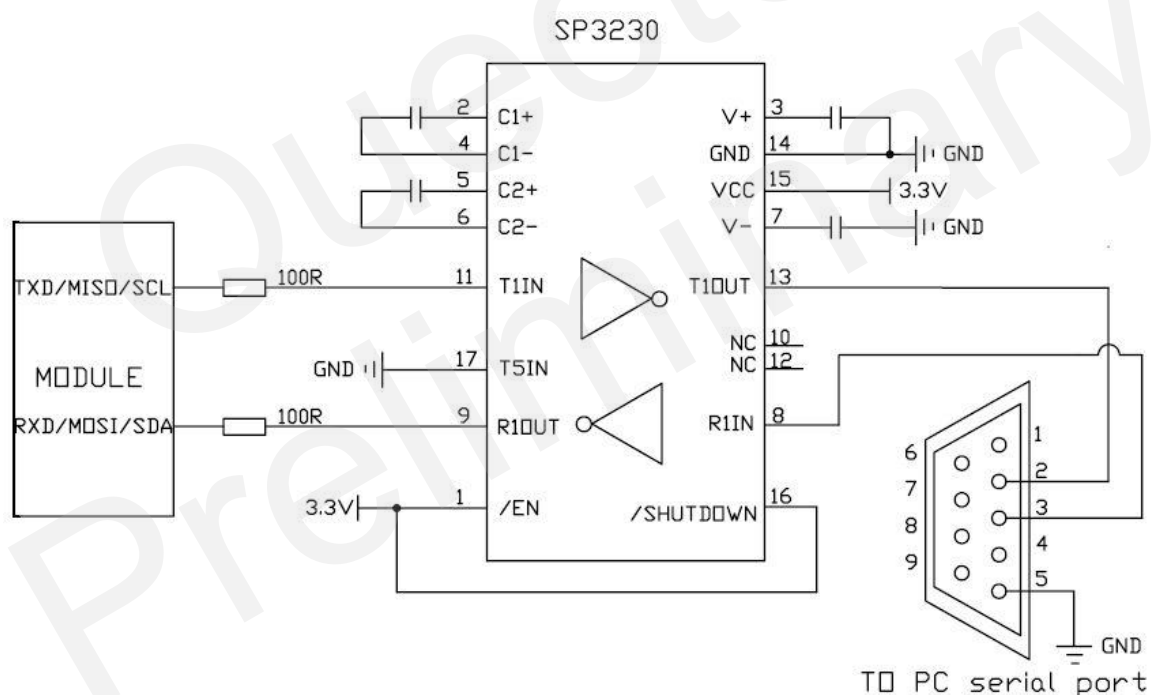 SP3230
2
C1+
4
C1-
5
C2+
6
C2-
3
V+
14
GND
GND
15
VCC
3.3V
7
V-
GND
TXD/MISO/SCL
100R
11
T1IN
T1OUT
13
MODULE
GND
17
T5IN
NC
10
NC
12
RXD/MOSI/SDA
100R
9
R1OUT
R1IN
8
3.3V
1
/EN
/SHUTDOWN
16
1
2
3
4
5
6
7
8
9
GND
TO PC serial port
Quecte
Preliminary